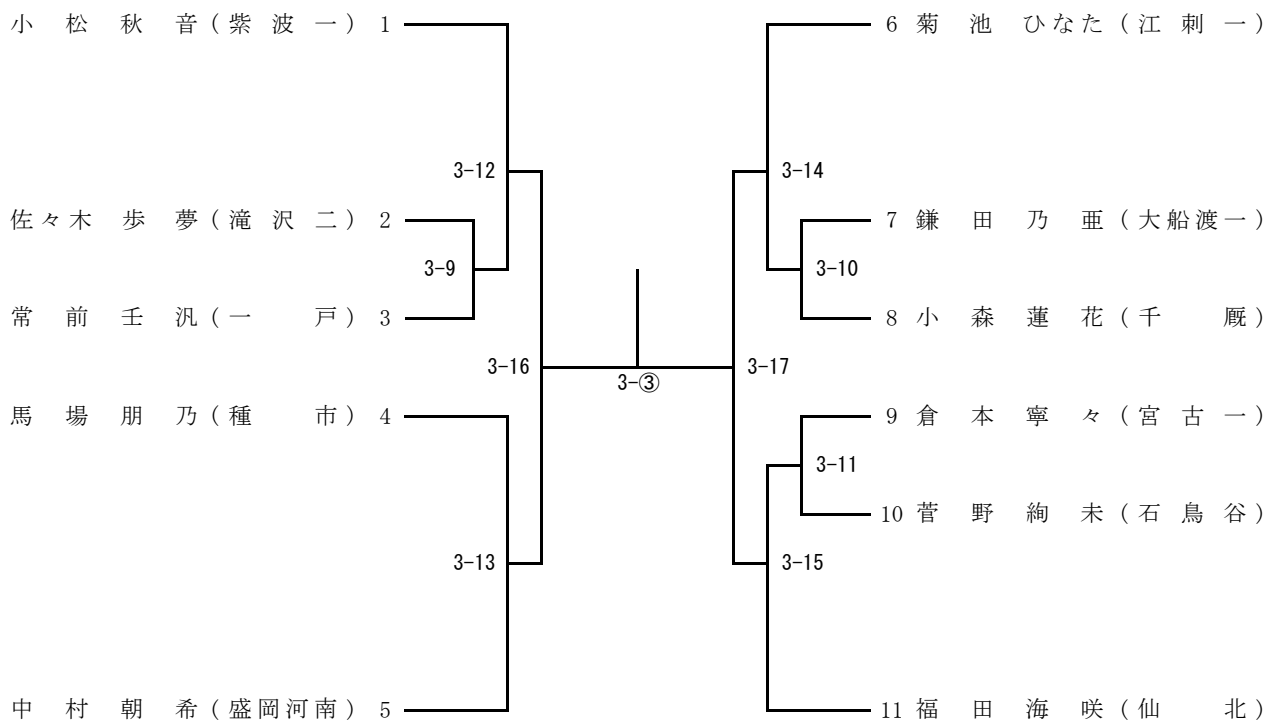 小松秋音(紫波一) 1
3-12
佐々木歩夢(滝沢二) 2
3-9
常前壬汎(一戸) 3
3-16
馬場朋乃(種市) 4
3-13
中村朝希(盛岡河南) 5
3-③
6 菊池ひなた(江刺一)
3-14
7 鎌田乃亜(大船渡一)
3-10
8 小森蓮花(千厩)
3-17
9 倉本寧々(宮古一)
3-11
10 菅野絢未(石鳥谷)
3-15
11 福田海咲(仙北)